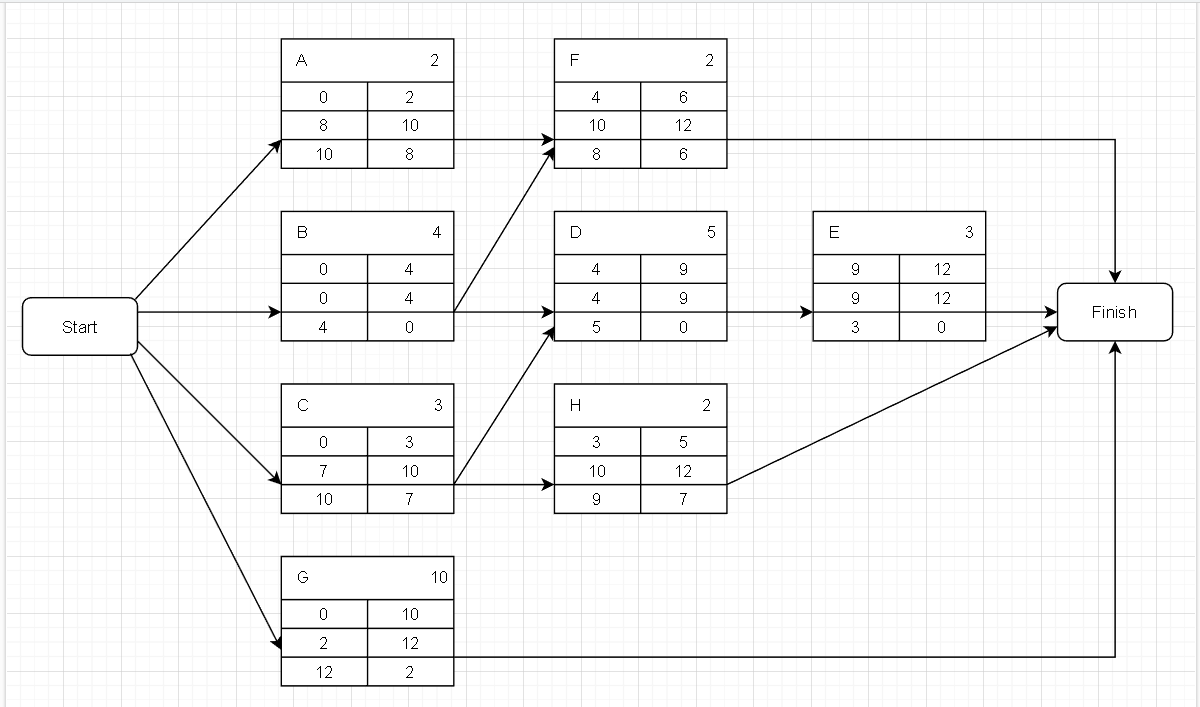 A 2
0 2
8 10
10 8
F 2
4 6
10 12
8 6
B 4
0 4
0 4
4 0
D 5
4 9
4 9
5 0
E 3
9 12
9 12
3 0
Start
Finish
C 3
0 3
7 10
10 7
H 2
3 5
10 12
9 7
G 10
0 10
2 12
12 2